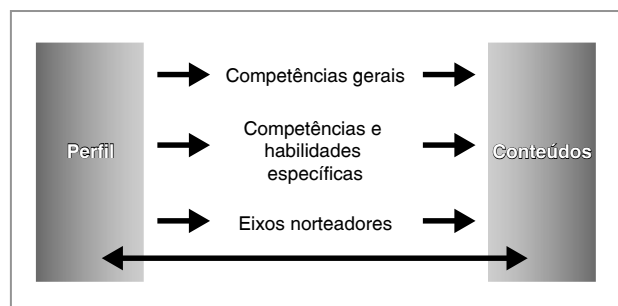 Competências gerais
Perfil
Competências e
habilidades
específicas
Conteúdos
Eixos norteadores